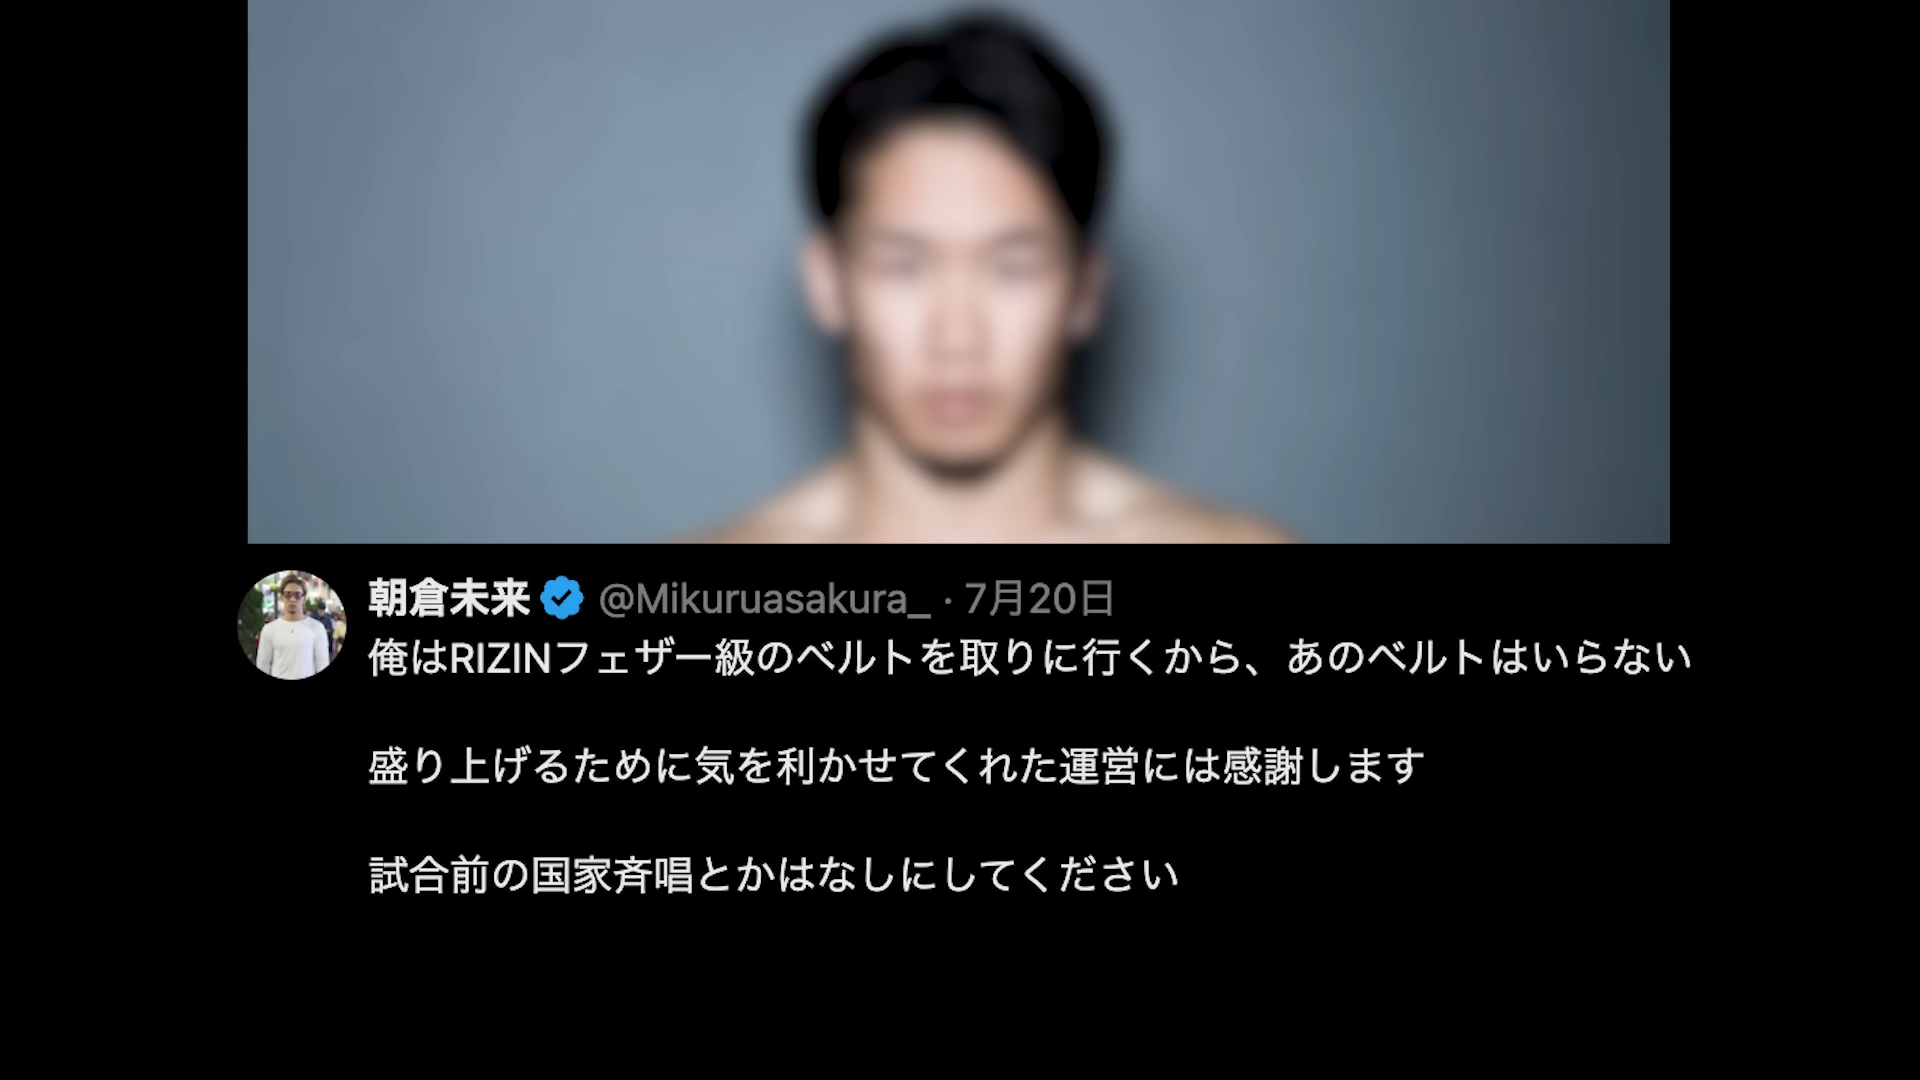 朝倉未来 @Mikuruasakura_ · 7月20日
俺はRIZINフェザー級のベルトを取りに行くから、あのベルトはいらない
盛り上げるために気を利かせてくれた運営には感謝します
試合前の国家斉唱とかはなしにしてください